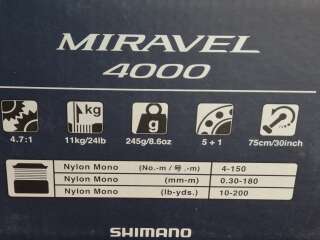 MIRAVEL
4000
kg
g
4.7:1 11kg/24lb 245g/8.6oz 5 + 1 75cm/30inch
Nylon Mono (No.-m / 号.-m) 4-150
Nylon Mono (mm-m) 0.30-180
Nylon Mono (lb-yds.) 10-200
SHIMANO